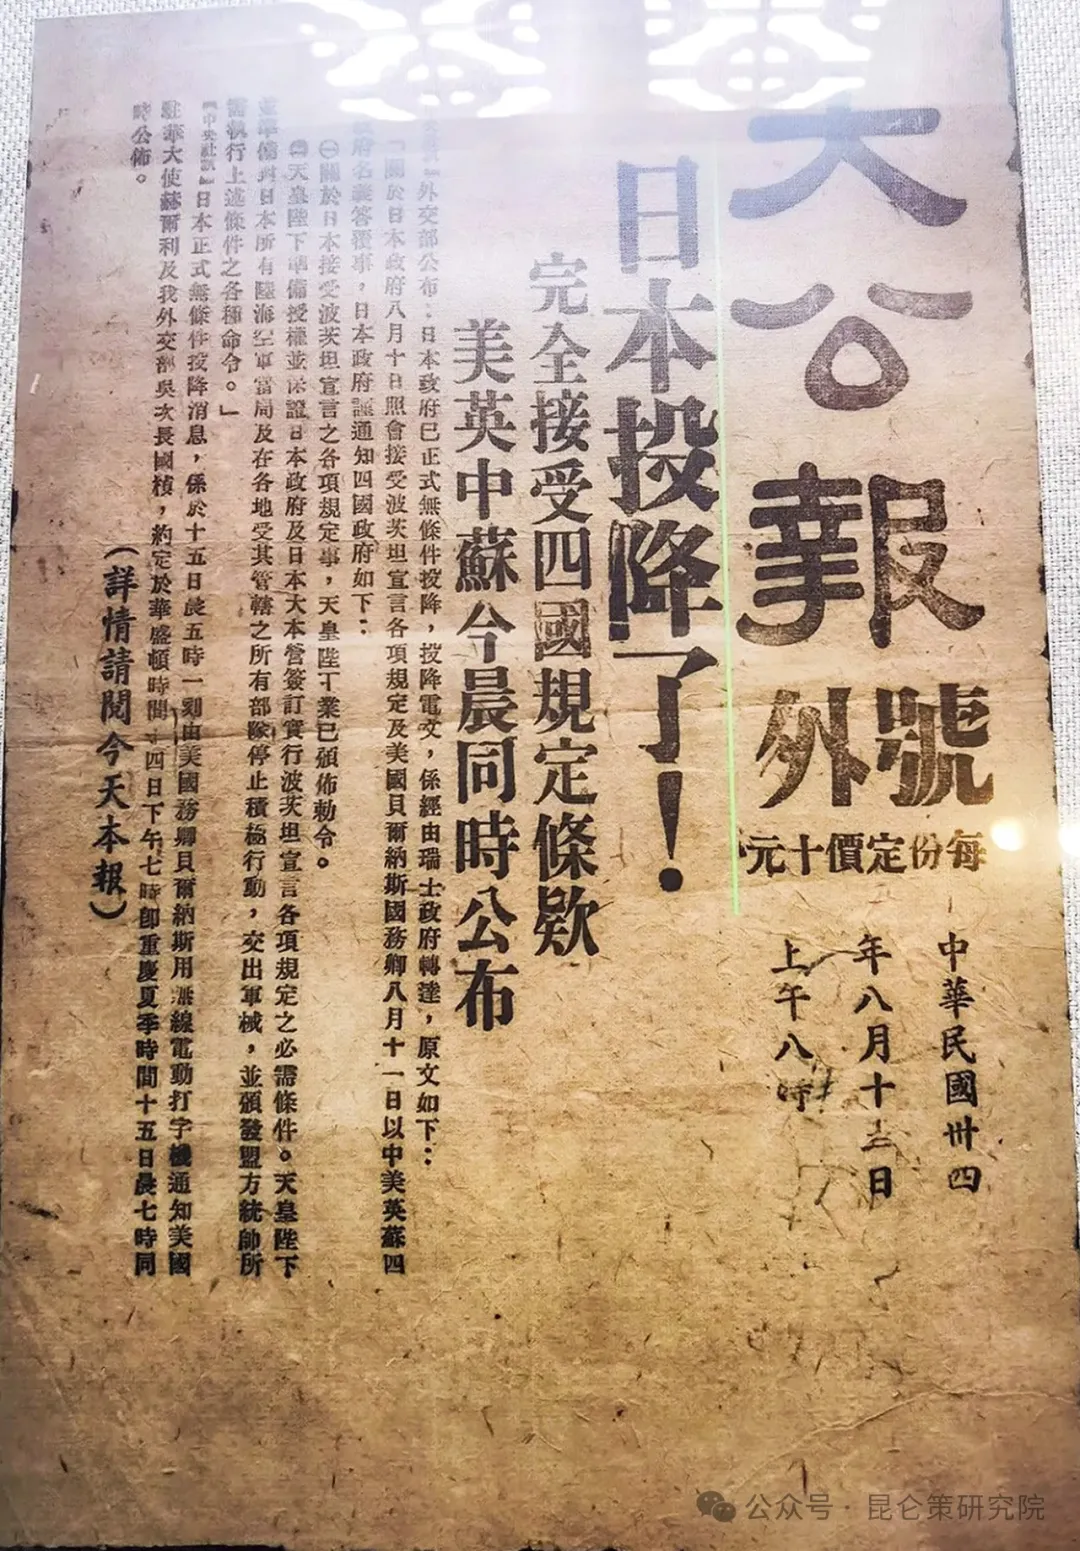 大公報
號外
每份定價十元
中華民國卅四
年八月十日
上午八時
日本投降了！
完全接受四國規定條欵
美英中蘇今晨同時公布
外交部公布：日本政府已正式無條件投降，投降電文，係經由瑞士政府轉達，原文如下：
「關於日本政府八月十日照會接受波茨坦宣言各項規定及美國貝爾納斯國務卿八月十一日以中美英蘇四
府名義答覆事，日本政府謹通知四國政府如下：
㊀關於日本接受波茨坦宣言之各項規定事，天皇陛下業已頒佈勅令。
㊁天皇陛下準備授權並保證日本政府及日本大本營簽訂實行波茨坦宣言各項規定之必需條件。天皇陛下
並準備對日本所有陸海空軍當局及在各地受其管轄之所有部隊停止積極行動，交出軍械，並頒發盟方統帥所
需執行上述條件之各種命令。」
【中央社訊】日本正式無條件投降消息，係於十五日晨五時一刻由美國務卿貝爾納斯用無線電動打字機通知美國
駐華大使赫爾利及我外交部吳次長國楨，約定於華盛頓時間十四日下午七時即重慶夏季時間十五日晨七時同
時公佈。
（詳情請閱今天本報）
公众号·昆仑策研究院